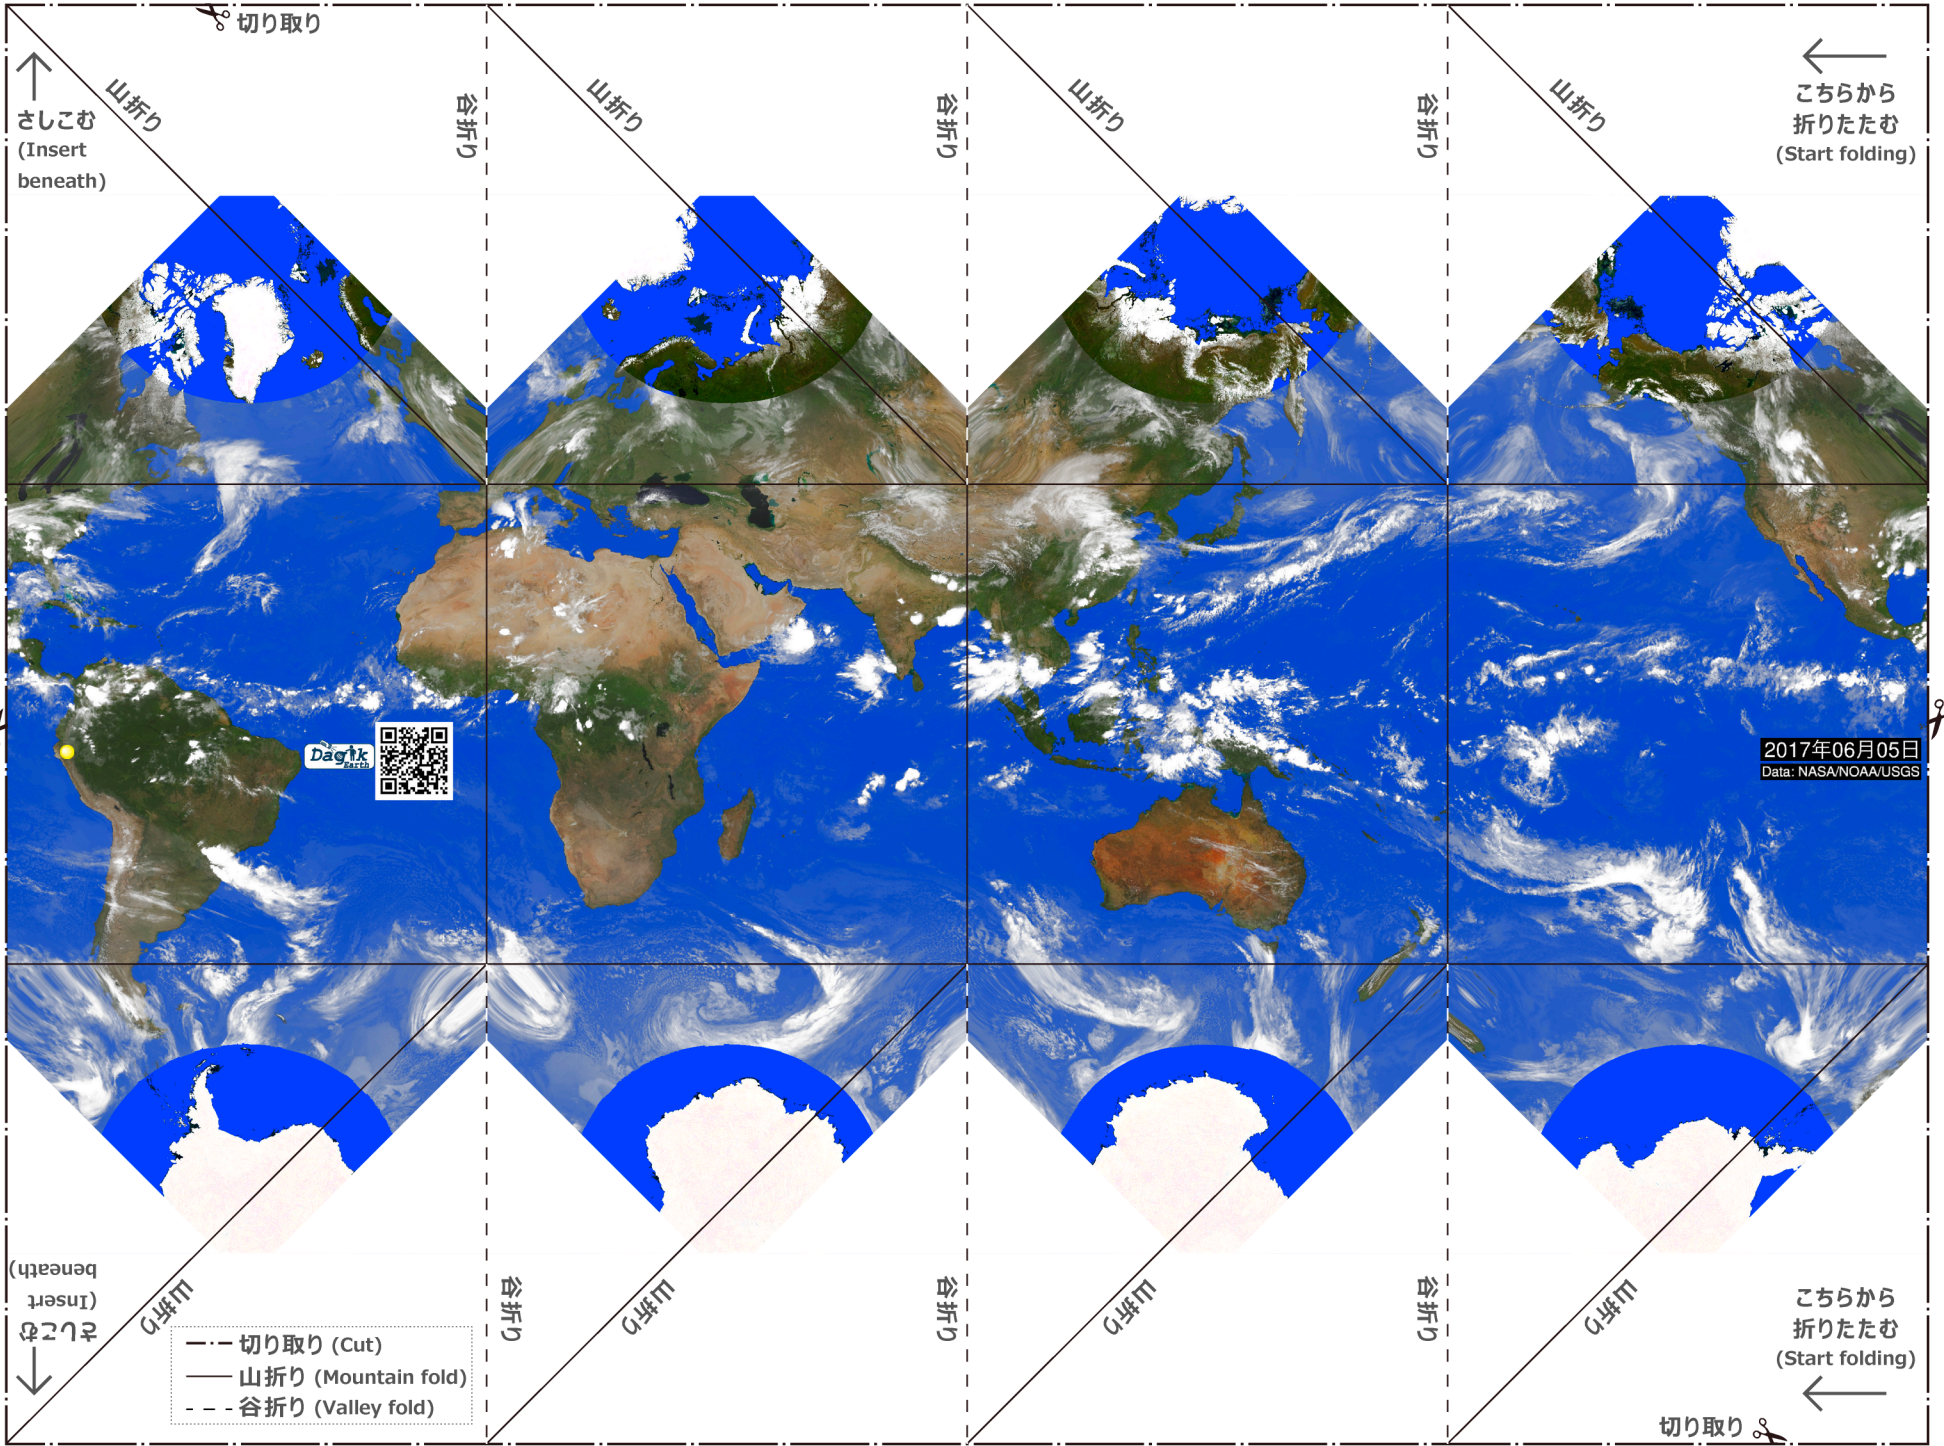 切り取り
山折り
谷折り
山折り
谷折り
山折り
谷折り
山折り
こちらから
折りたたむ
(Start folding)
さしこむ
(Insert
beneath)
Dagik
Earth
2017年06月05日
Data: NASA/NOAA/USGS
さしこむ
(Insert
beneath)
山折り
谷折り
山折り
谷折り
山折り
谷折り
山折り
こちらから
折りたたむ
(Start folding)
切り取り (Cut)
山折り (Mountain fold)
谷折り (Valley fold)
切り取り